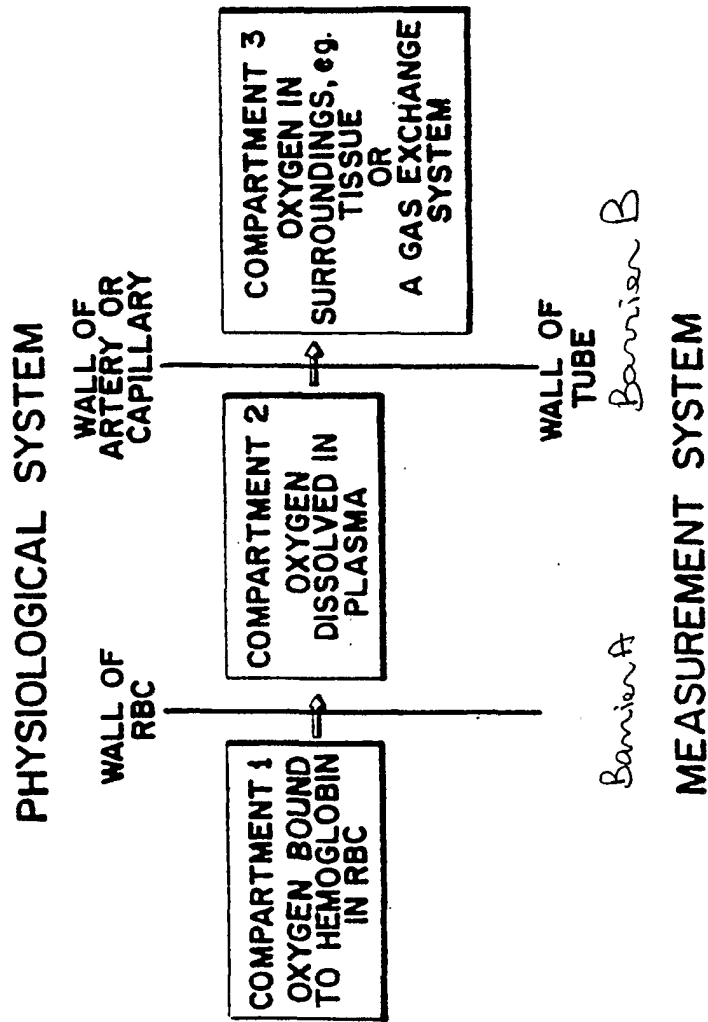 PHYSIOLOGICAL SYSTEM
WALL OF
RBC
WALL OF
ARTERY OR
CAPILLARY
COMPARTMENT 1
OXYGEN BOUND
TO HEMOGLOBIN
IN RBC
COMPARTMENT 2
OXYGEN
DISSOLVED IN
PLASMA
COMPARTMENT 3
OXYGEN IN
SURROUNDINGS, eg.
TISSUE
OR
A GAS EXCHANGE
SYSTEM
Barrier A
WALL OF
TUBE
Barrier B
MEASUREMENT SYSTEM